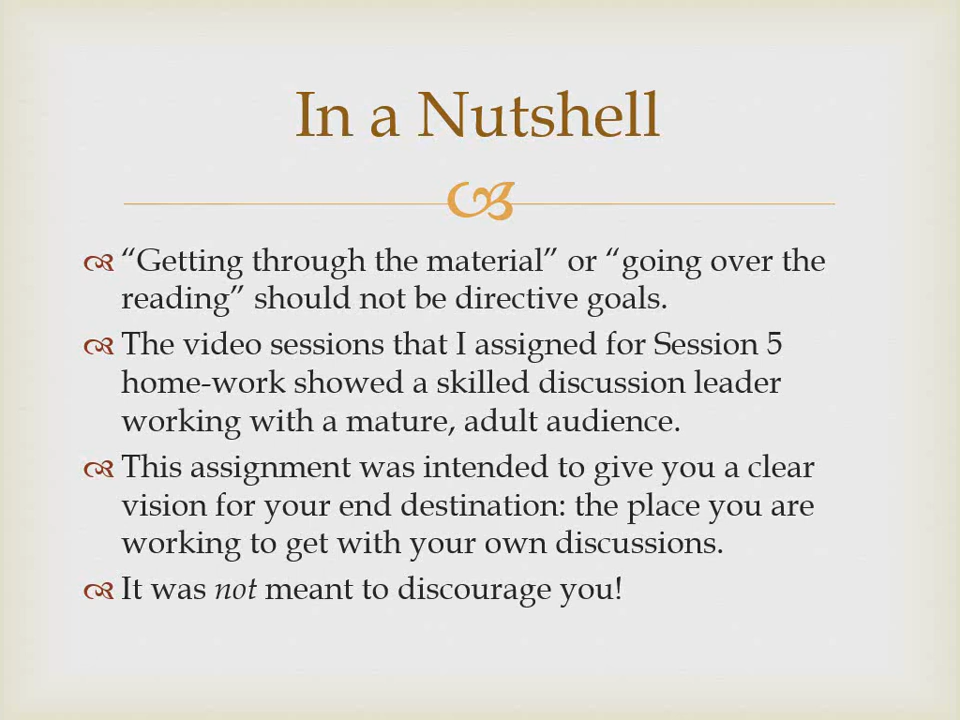 In a Nutshell
“Getting through the material” or “going over the
reading” should not be directive goals.
The video sessions that I assigned for Session 5
home-work showed a skilled discussion leader
working with a mature, adult audience.
This assignment was intended to give you a clear
vision for your end destination: the place you are
working to get with your own discussions.
It was not meant to discourage you!